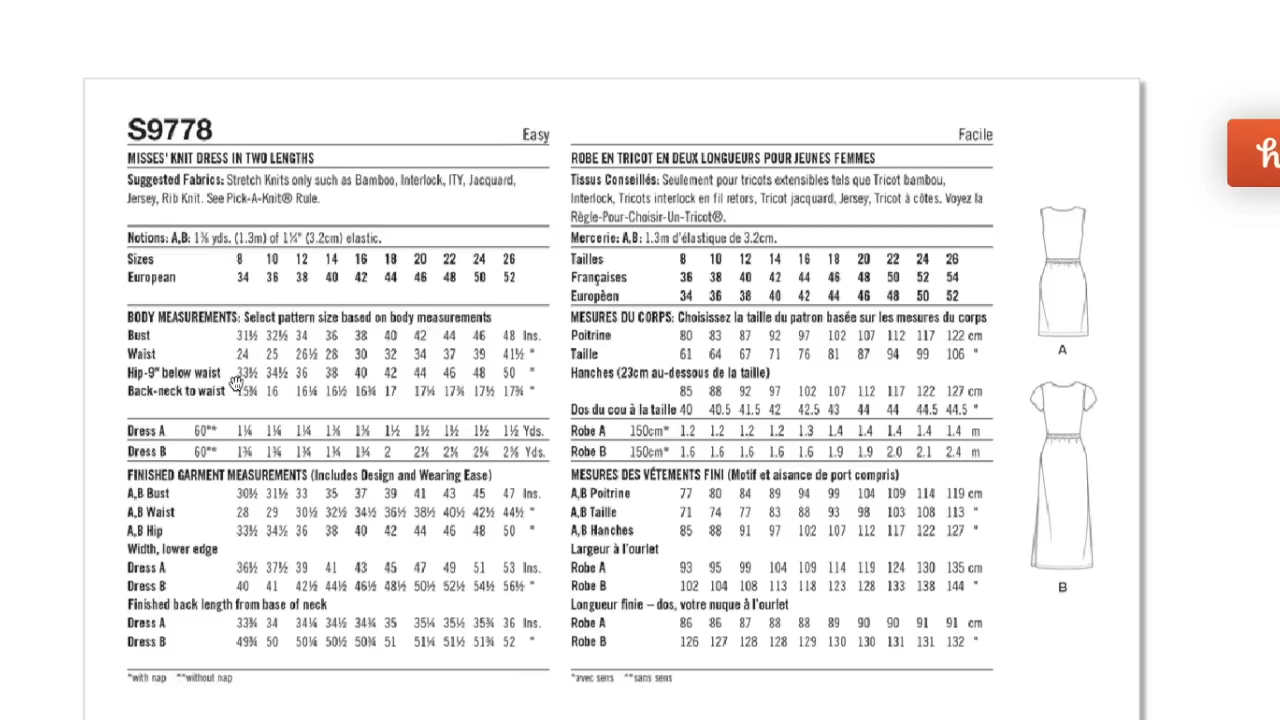 S9778 Easy
MISSES' KNIT DRESS IN TWO LENGTHS
Suggested Fabrics: Stretch Knits only such as Bamboo, Interlock, ITY, Jacquard,
Jersey, Rib Knit. See Pick-A-Knit® Rule.
Notions: A,B: 1⅜ yds. (1.3m) of 1¼" (3.2cm) elastic.
Sizes 8 10 12 14 16 18 20 22 24 26
European 34 36 38 40 42 44 46 48 50 52
BODY MEASUREMENTS: Select pattern size based on body measurements
Bust 31½ 32½ 34 36 38 40 42 44 46 48 Ins.
Waist 24 25 26½ 28 30 32 34 37 39 41½ "
Hip-9" below waist 33½ 34½ 36 38 40 42 44 46 48 50 "
Back-neck to waist 15¾ 16 16¼ 16½ 16¾ 17 17¼ 17⅜ 17½ 17¾ "
Dress A 60"* 1¼ 1¼ 1¼ 1⅜ 1⅜ 1½ 1½ 1½ 1½ 1½ Yds.
Dress B 60"* 1¾ 1¾ 1¾ 1¾ 1¾ 2 2⅛ 2⅛ 2¼ 2⅝ Yds.
FINISHED GARMENT MEASUREMENTS (Includes Design and Wearing Ease)
A,B Bust 30½ 31½ 33 35 37 39 41 43 45 47 Ins.
A,B Waist 28 29 30½ 32½ 34½ 36½ 38½ 40½ 42½ 44½ "
A,B Hip 33½ 34½ 36 38 40 42 44 46 48 50 "
Width, lower edge
Dress A 36½ 37½ 39 41 43 45 47 49 51 53 Ins.
Dress B 40 41 42½ 44½ 46½ 48½ 50½ 52½ 54½ 56½ "
Finished back length from base of neck
Dress A 33¾ 34 34¼ 34½ 34¾ 35 35¼ 35½ 35¾ 36 Ins.
Dress B 49¾ 50 50¼ 50½ 50¾ 51 51¼ 51½ 51¾ 52 "
*with nap **without nap
Facile
ROBE EN TRICOT EN DEUX LONGUEURS POUR JEUNES FEMMES
Tissus Conseillés: Seulement pour tricots extensibles tels que Tricot bambou,
Interlock, Tricots interlock en fil retors, Tricot jacquard, Jersey, Tricot à côtes. Voyez la
Règle-Pour-Choisir-Un-Tricot®.
Mercerie: A,B: 1.3m d'élastique de 3.2cm.
Tailles 8 10 12 14 16 18 20 22 24 26
Françaises 36 38 40 42 44 46 48 50 52 54
Europèen 34 36 38 40 42 44 46 48 50 52
MESURES DU CORPS: Choisissez la taille du patron basée sur les mesures du corps
Poitrine 80 83 87 92 97 102 107 112 117 122 cm
Taille 61 64 67 71 76 81 87 94 99 106 "
Hanches (23cm au-dessous de la taille)
85 88 92 97 102 107 112 117 122 127 cm
Dos du cou à la taille 40 40.5 41.5 42 42.5 43 44 44 44.5 44.5 "
Robe A 150cm* 1.2 1.2 1.2 1.2 1.3 1.4 1.4 1.4 1.4 1.4 m
Robe B 150cm* 1.6 1.6 1.6 1.6 1.6 1.9 1.9 2.0 2.1 2.4 m
MESURES DES VÊTEMENTS FINI (Motif et aisance de port compris)
A,B Poitrine 77 80 84 89 94 99 104 109 114 119 cm
A,B Taille 71 74 77 83 88 93 98 103 108 113 "
A,B Hanches 85 88 91 97 102 107 112 117 122 127 "
Largeur à l'ourlet
Robe A 93 95 99 104 109 114 119 124 130 135 cm
Robe B 102 104 108 113 118 123 128 133 138 144 "
Longueur finie – dos, votre nuque à l'ourlet
Robe A 86 86 87 88 88 89 90 90 91 91 cm
Robe B 126 127 128 128 129 130 130 131 131 132 "
*avec sens **sans sens
A
B
h